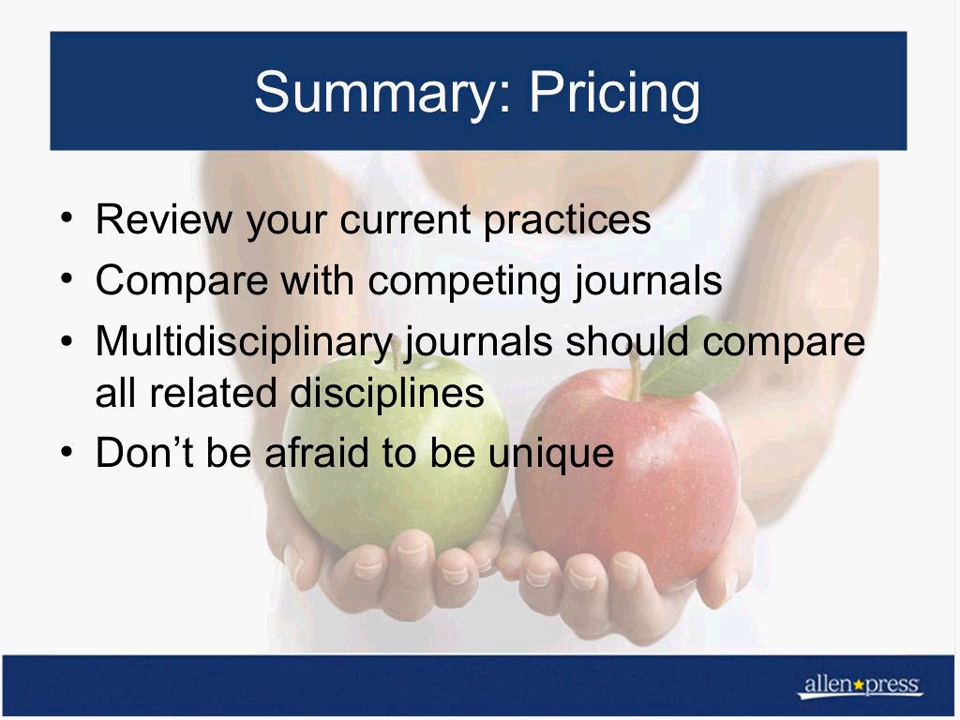 Summary: Pricing
• Review your current practices
• Compare with competing journals
• Multidisciplinary journals should compare
all related disciplines
• Don’t be afraid to be unique
allen★press